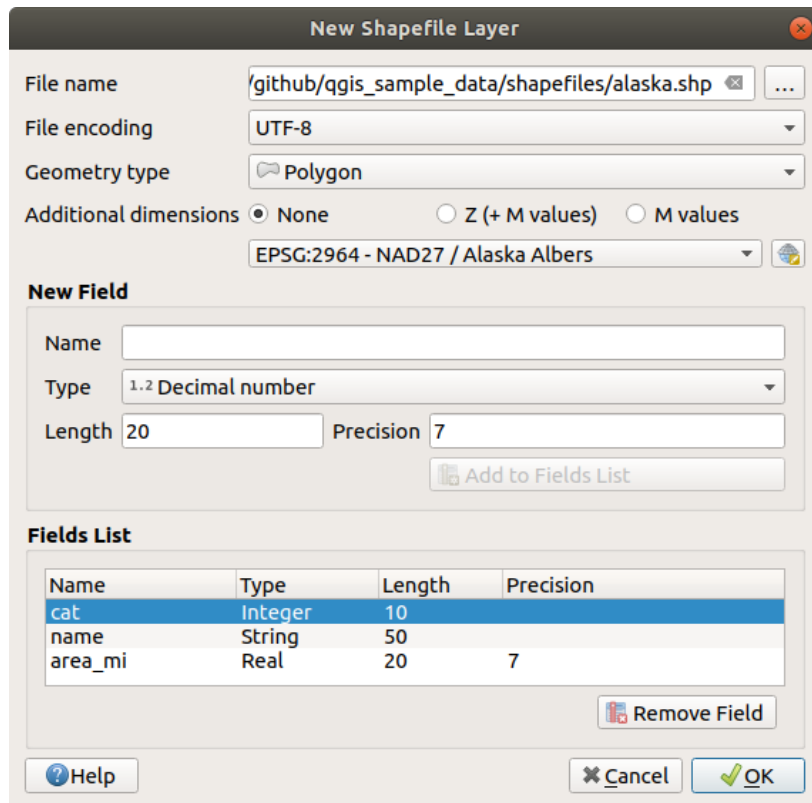 New Shapefile Layer
File name /github/qgis_sample_data/shapefiles/alaska.shp ...
File encoding UTF-8
Geometry type Polygon
Additional dimensions None Z (+ M values) M values
EPSG:2964 - NAD27 / Alaska Albers
New Field
Name
Type 1.2 Decimal number
Length 20 Precision 7
Add to Fields List
Fields List
Name Type Length Precision
cat Integer 10
name String 50
area_mi Real 20 7
Remove Field
Help Cancel OK